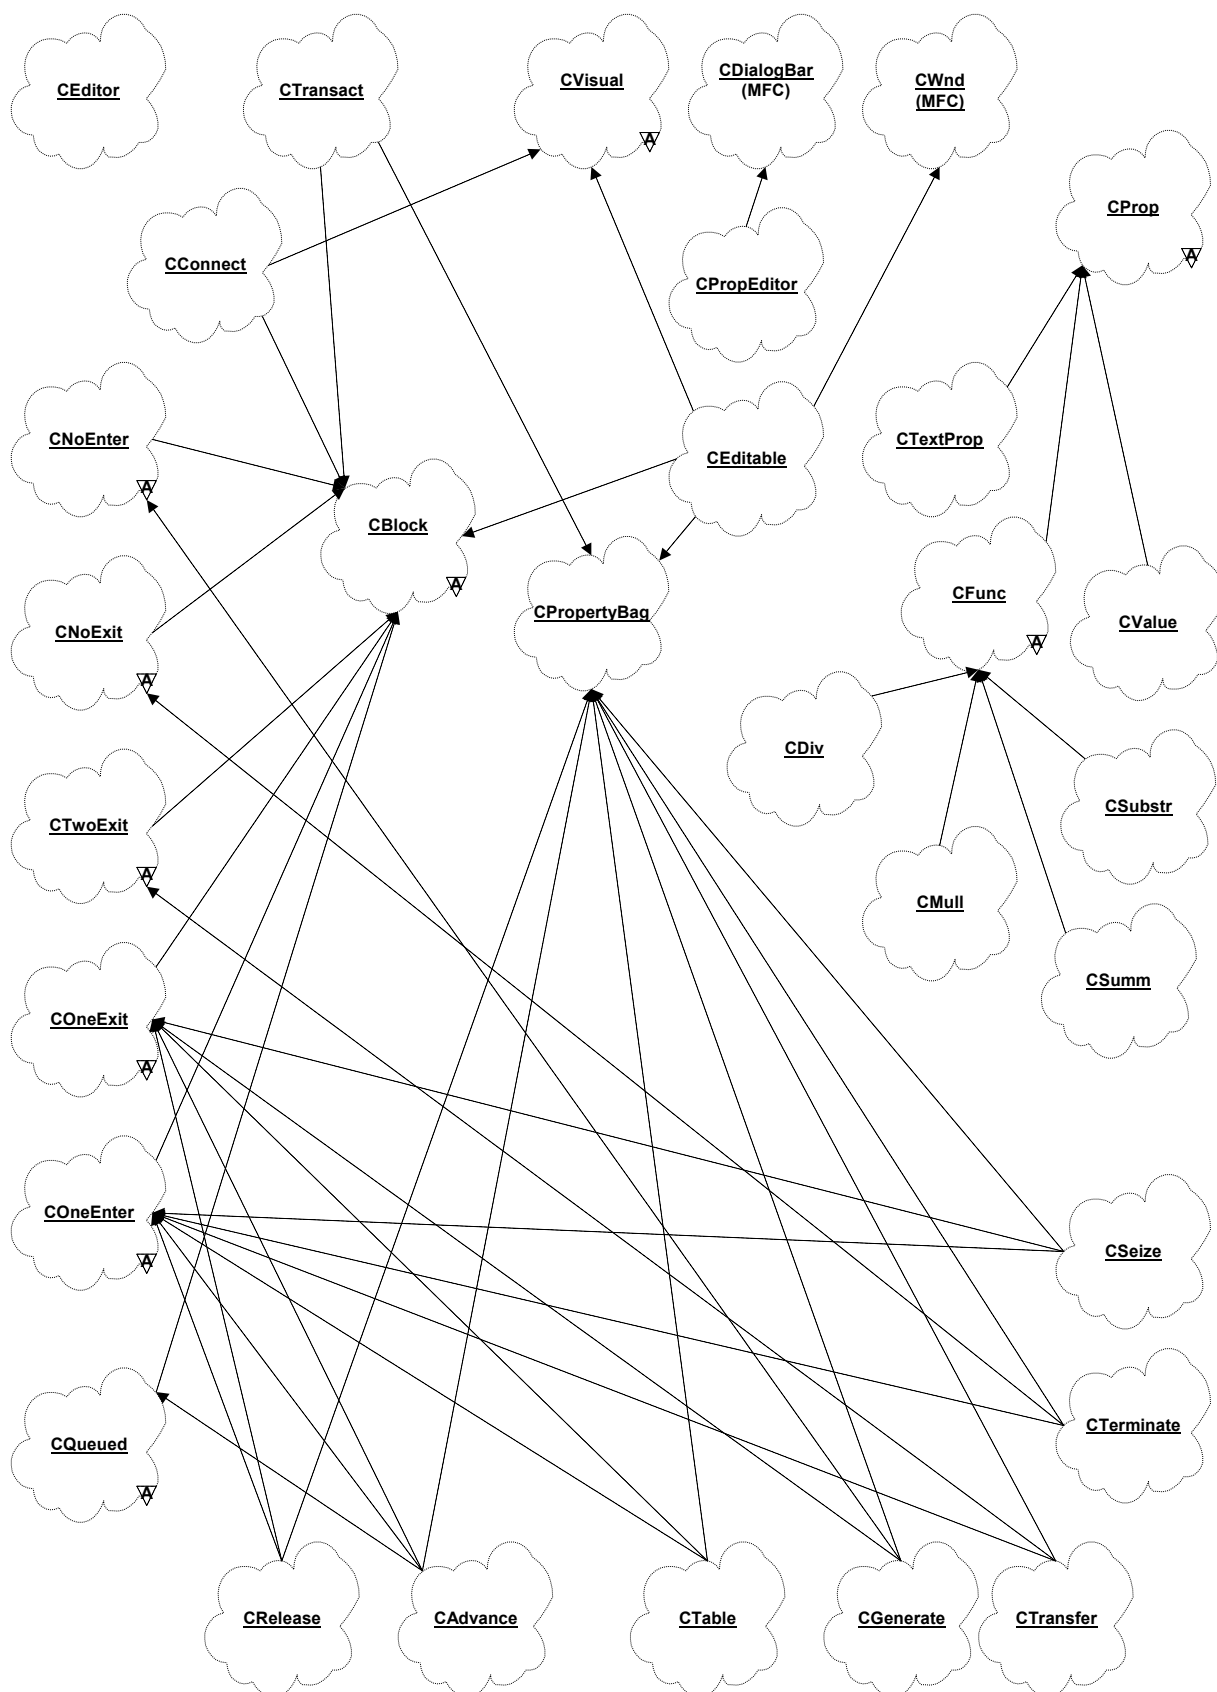 CEditor
CTransact
CVisual
A
CDialogBar
(MFC)
CWnd
(MFC)
CProp
A
CConnect
CPropEditor
CNoEnter
A
CEditable
CTextProp
CBlock
A
CPropertyBag
CFunc
A
CValue
CNoExit
A
CDiv
CSubstr
CTwoExit
A
CMull
CSumm
COneExit
A
COneEnter
A
CSeize
CTerminate
CQueued
A
CRelease
CAdvance
CTable
CGenerate
CTransfer